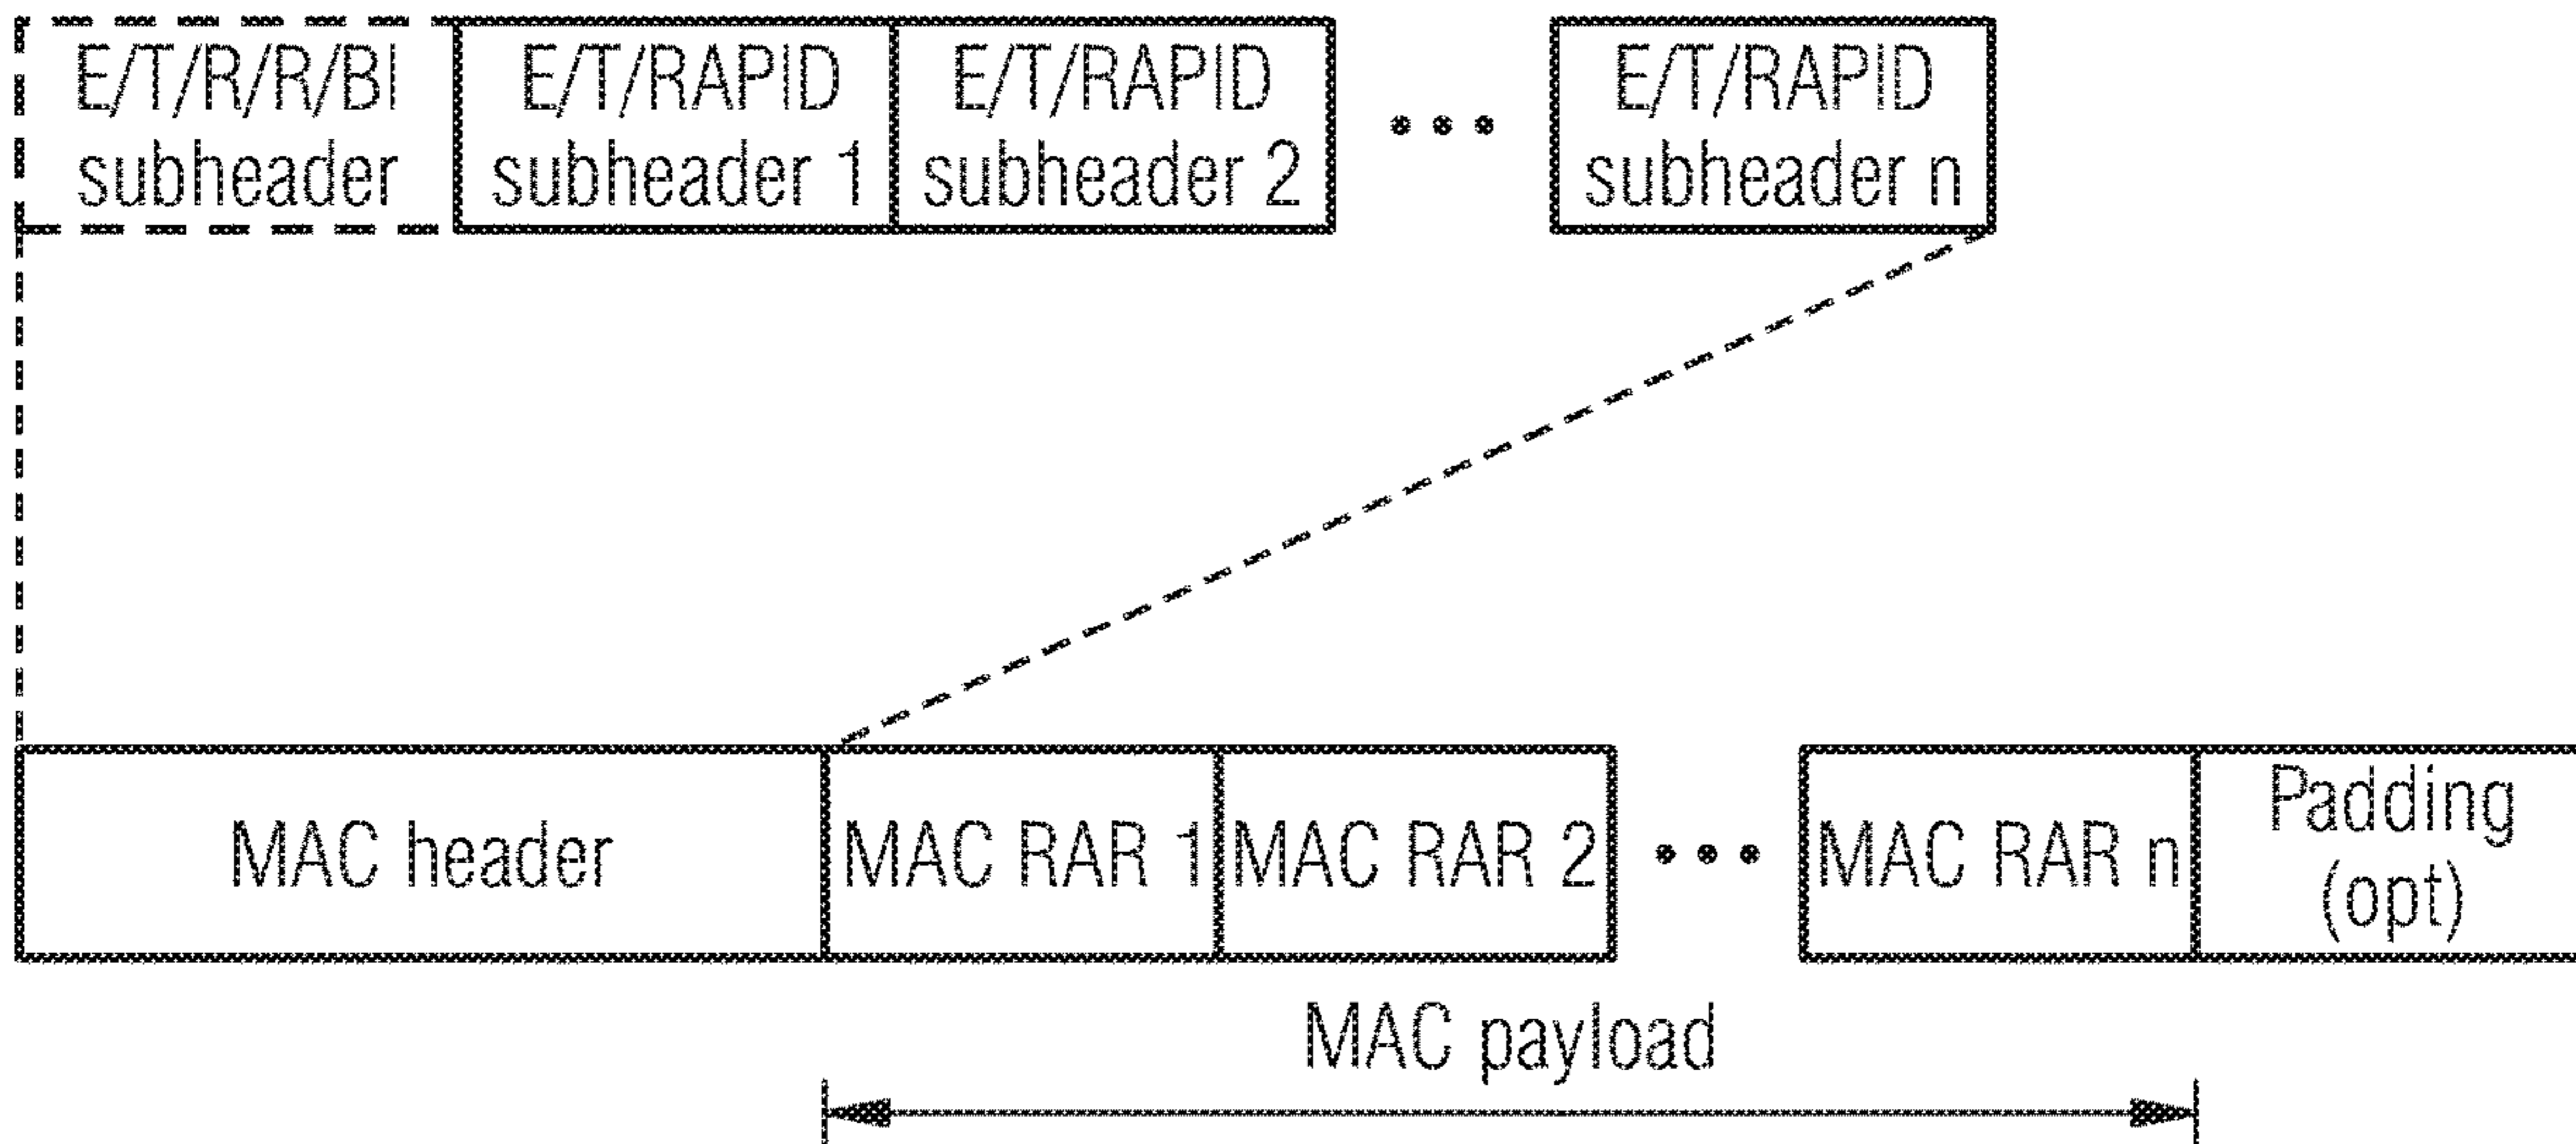 E/T/R/R/BI
subheader
E/T/RAPID
subheader 1
E/T/RAPID
subheader 2
E/T/RAPID
subheader n
MAC header
MAC RAR 1
MAC RAR 2
MAC RAR n
Padding
(opt)
MAC payload